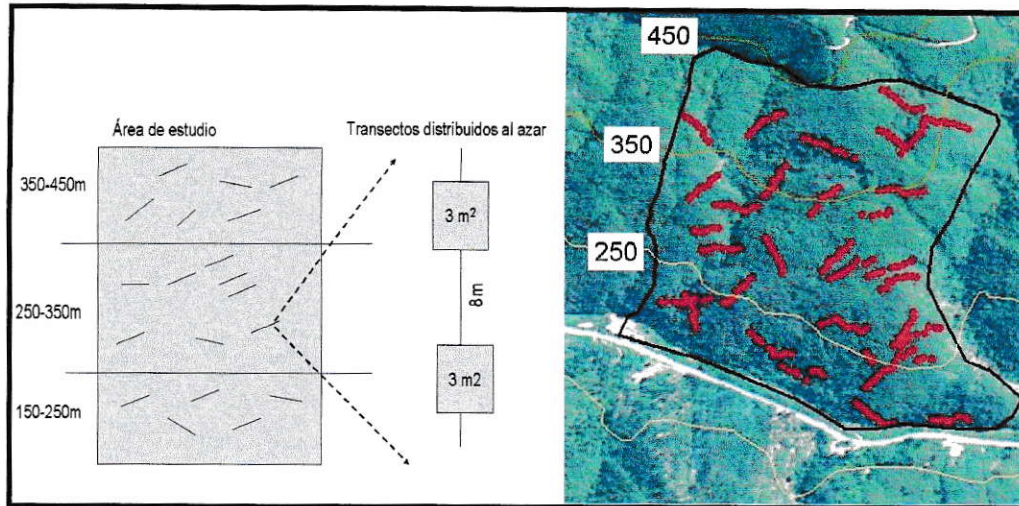 Área de estudio
Transectos distribuidos al azar
350-450m
250-350m
150-250m
3 m²
8m
3 m2
450
350
250